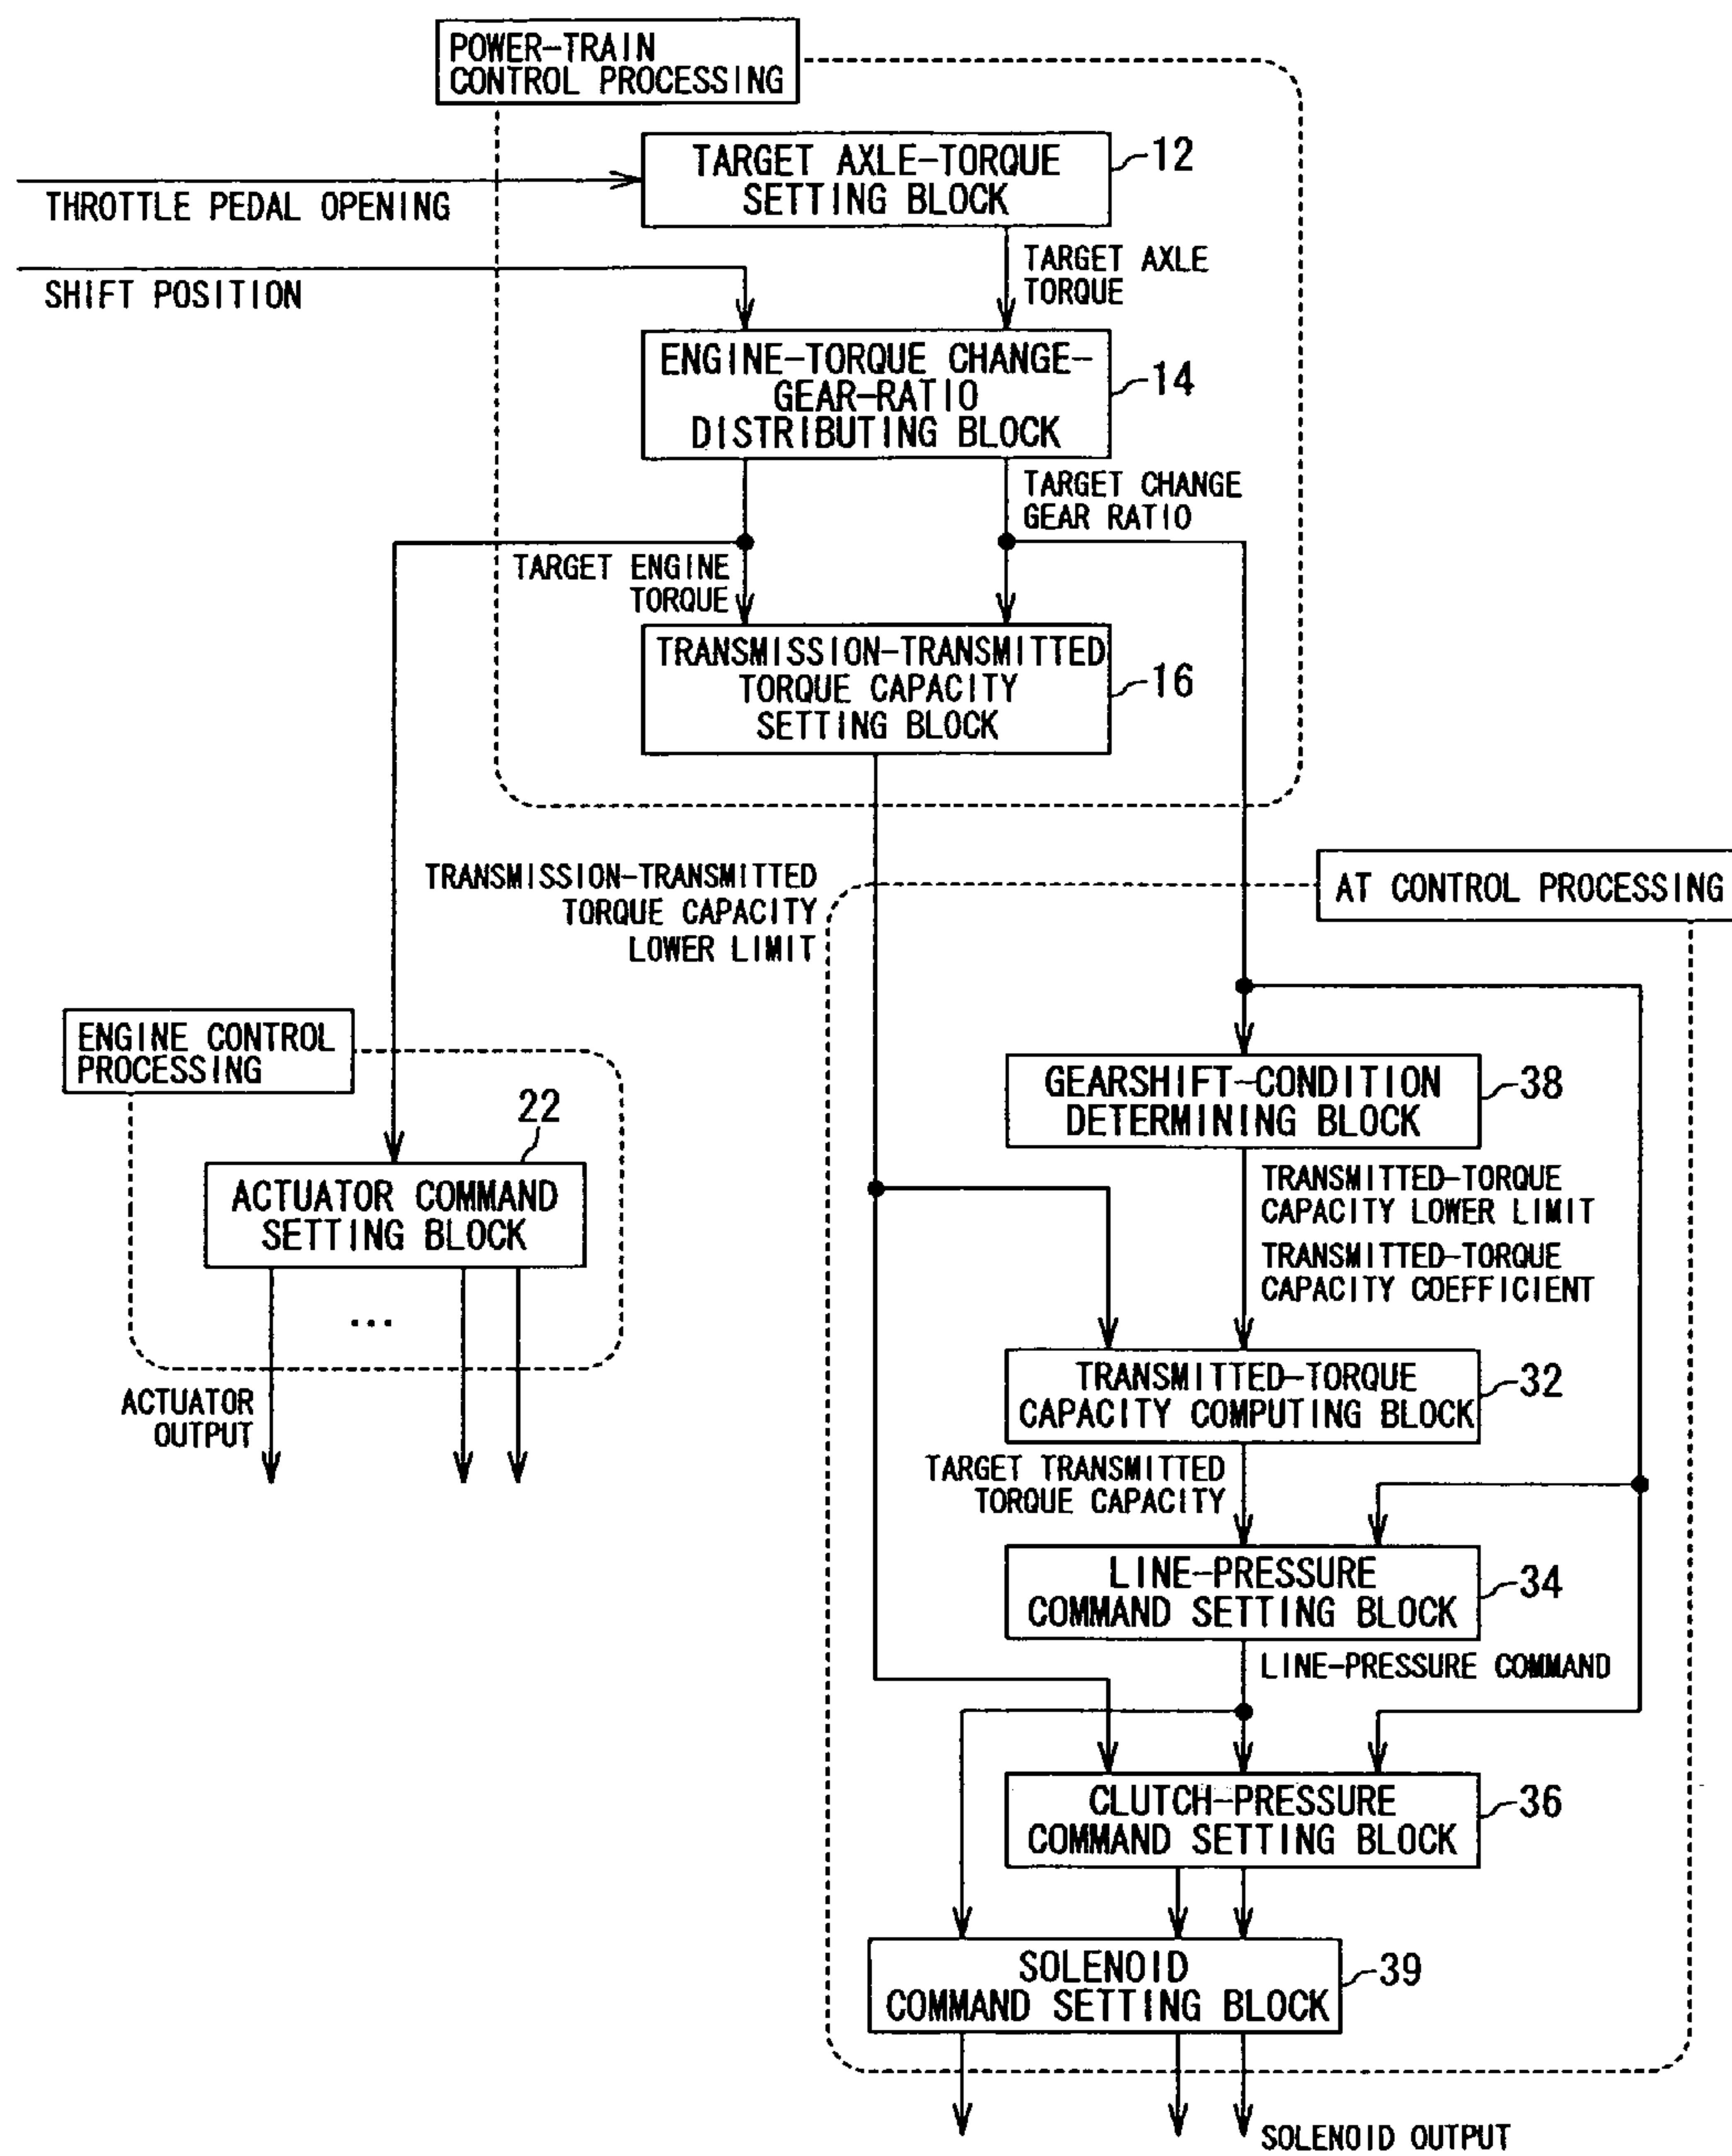 POWER-TRAIN
CONTROL PROCESSING
TARGET AXLE-TORQUE
SETTING BLOCK
12
THROTTLE PEDAL OPENING
TARGET AXLE
TORQUE
SHIFT POSITION
ENGINE-TORQUE CHANGE-
GEAR-RATIO
DISTRIBUTING BLOCK
14
TARGET CHANGE
GEAR RATIO
TARGET ENGINE
TORQUE
TRANSMISSION-TRANSMITTED
TORQUE CAPACITY
SETTING BLOCK
16
TRANSMISSION-TRANSMITTED
TORQUE CAPACITY
LOWER LIMIT
AT CONTROL PROCESSING
ENGINE CONTROL
PROCESSING
22
ACTUATOR COMMAND
SETTING BLOCK
...
ACTUATOR
OUTPUT
GEARSHIFT-CONDITION
DETERMINING BLOCK
38
TRANSMITTED-TORQUE
CAPACITY LOWER LIMIT
TRANSMITTED-TORQUE
CAPACITY COEFFICIENT
TRANSMITTED-TORQUE
CAPACITY COMPUTING BLOCK
32
TARGET TRANSMITTED
TORQUE CAPACITY
LINE-PRESSURE
COMMAND SETTING BLOCK
34
LINE-PRESSURE COMMAND
CLUTCH-PRESSURE
COMMAND SETTING BLOCK
36
SOLENOID
COMMAND SETTING BLOCK
39
SOLENOID OUTPUT